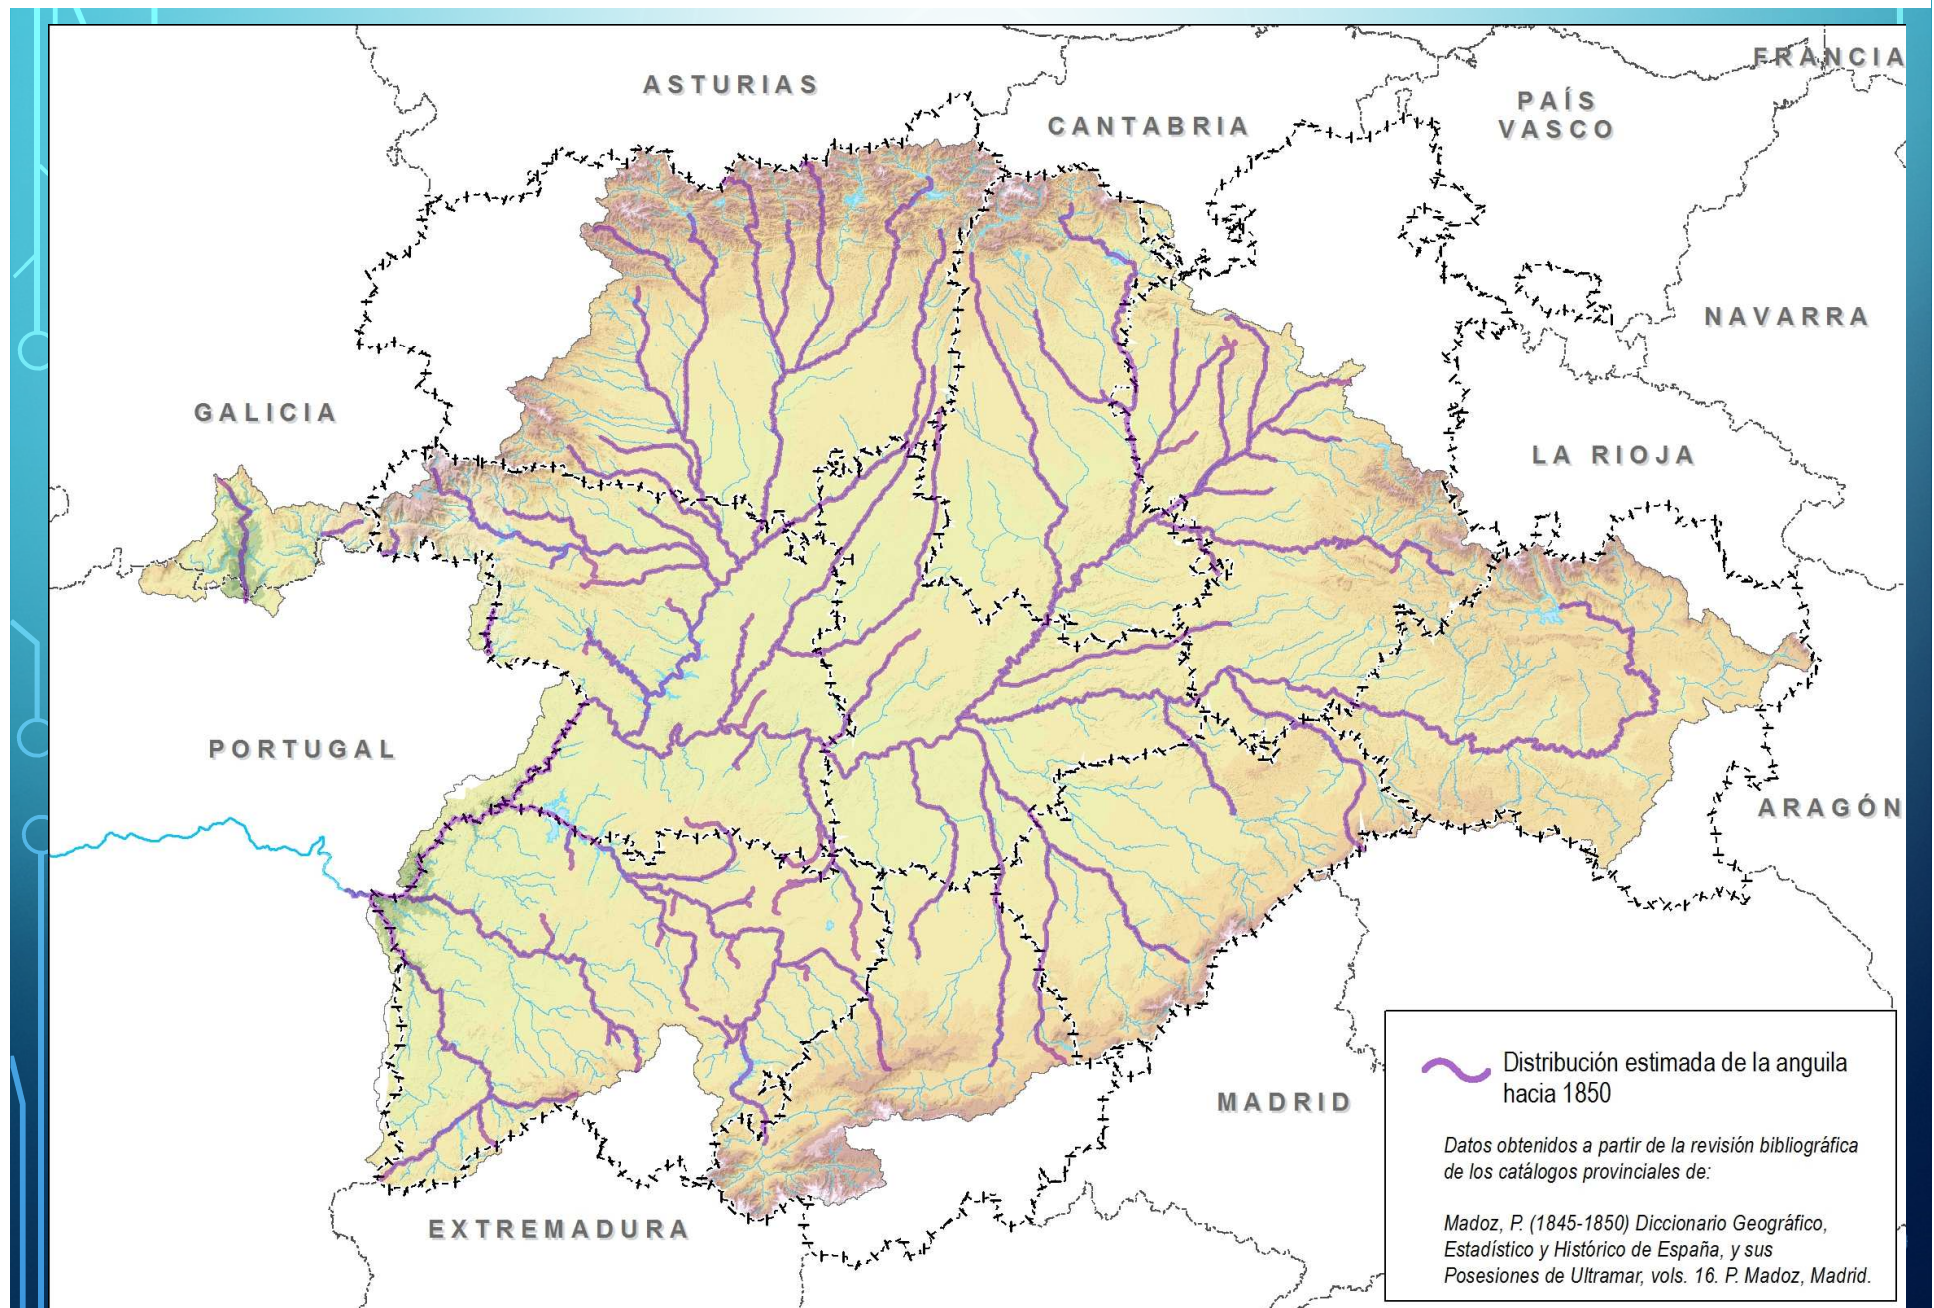 ASTURIAS
FRANCIA
CANTABRIA
PAÍS
VASCO
NAVARRA
GALICIA
LA RIOJA
PORTUGAL
ARAGÓN
MADRID
EXTREMADURA
Distribución estimada de la anguila
hacia 1850
Datos obtenidos a partir de la revisión bibliográfica
de los catálogos provinciales de:
Madoz, P. (1845-1850) Diccionario Geográfico,
Estadístico y Histórico de España, y sus
Posesiones de Ultramar, vols. 16. P. Madoz, Madrid.